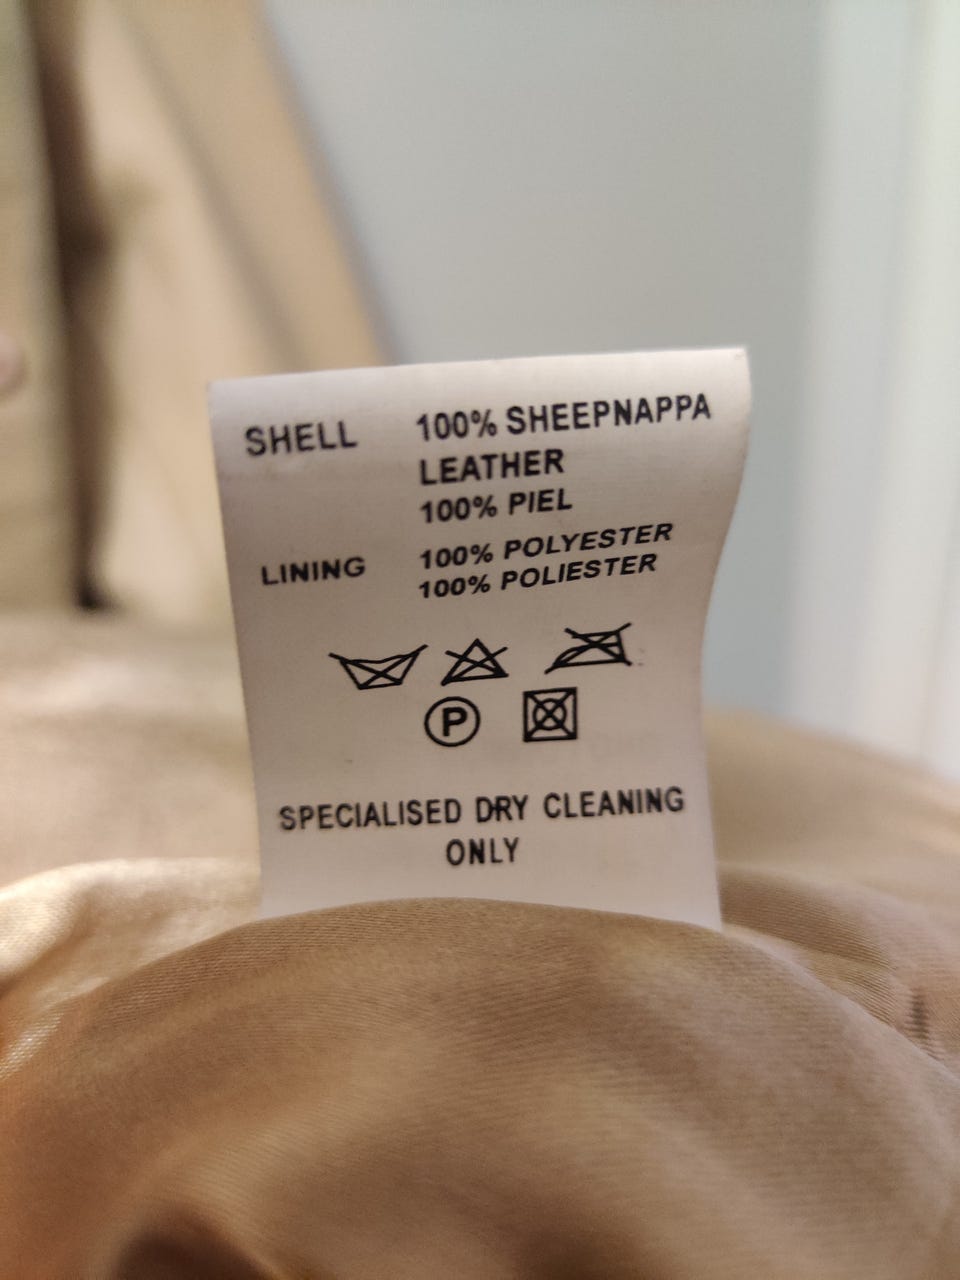 SHELL 100% SHEEPNAPPA
LEATHER
100% PIEL
LINING 100% POLYESTER
100% POLIESTER
P
SPECIALISED DRY CLEANING
ONLY